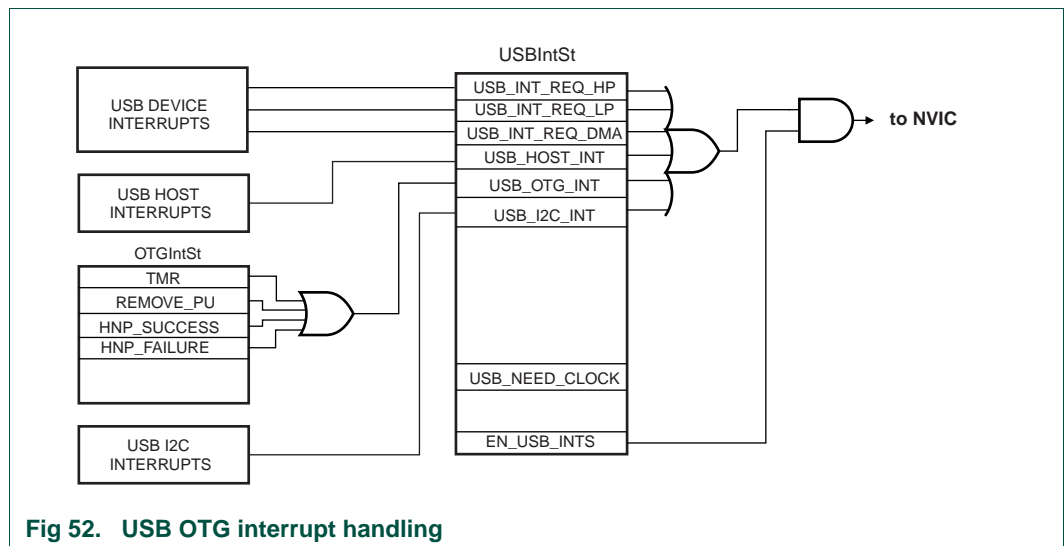 USBIntSt
USB DEVICE
INTERRUPTS
USB_INT_REQ_HP
USB_INT_REQ_LP
USB_INT_REQ_DMA
USB_HOST_INT
USB_OTG_INT
USB_I2C_INT
to NVIC
USB HOST
INTERRUPTS
OTGIntSt
TMR
REMOVE_PU
HNP_SUCCESS
HNP_FAILURE
USB_NEED_CLOCK
USB I2C
INTERRUPTS
EN_USB_INTS
Fig 52. USB OTG interrupt handling